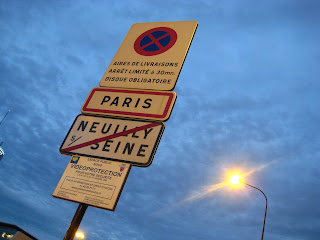 AIRES DE LIVRAISONS
ARRÊT LIMITÉ à 30mn.
DISQUE OBLIGATOIRE
PARIS
NEUILLY
S/ SEINE
VIDEOPROTECTION